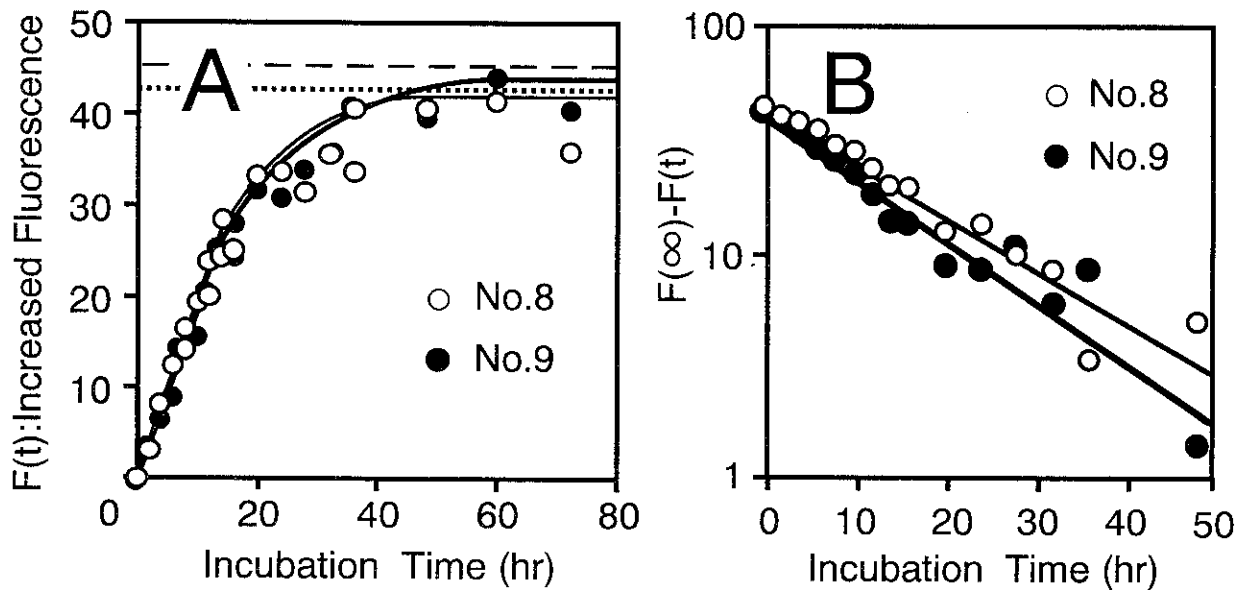 A
F(t):Increased Fluorescence
50
40
30
20
10
0
20
40
60
80
Incubation Time (hr)
No.8
No.9
B
F(∞)-F(t)
100
10
1
0
10
20
30
40
50
Incubation Time (hr)
No.8
No.9